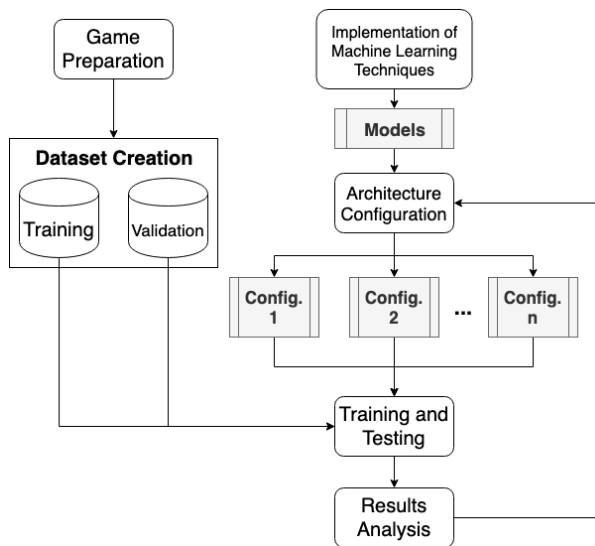 Game
Preparation
Dataset Creation
Training
Validation
Implementation of
Machine Learning
Techniques
Models
Architecture
Configuration
Config.
1
Config.
2
...
Config.
n
Training and
Testing
Results
Analysis